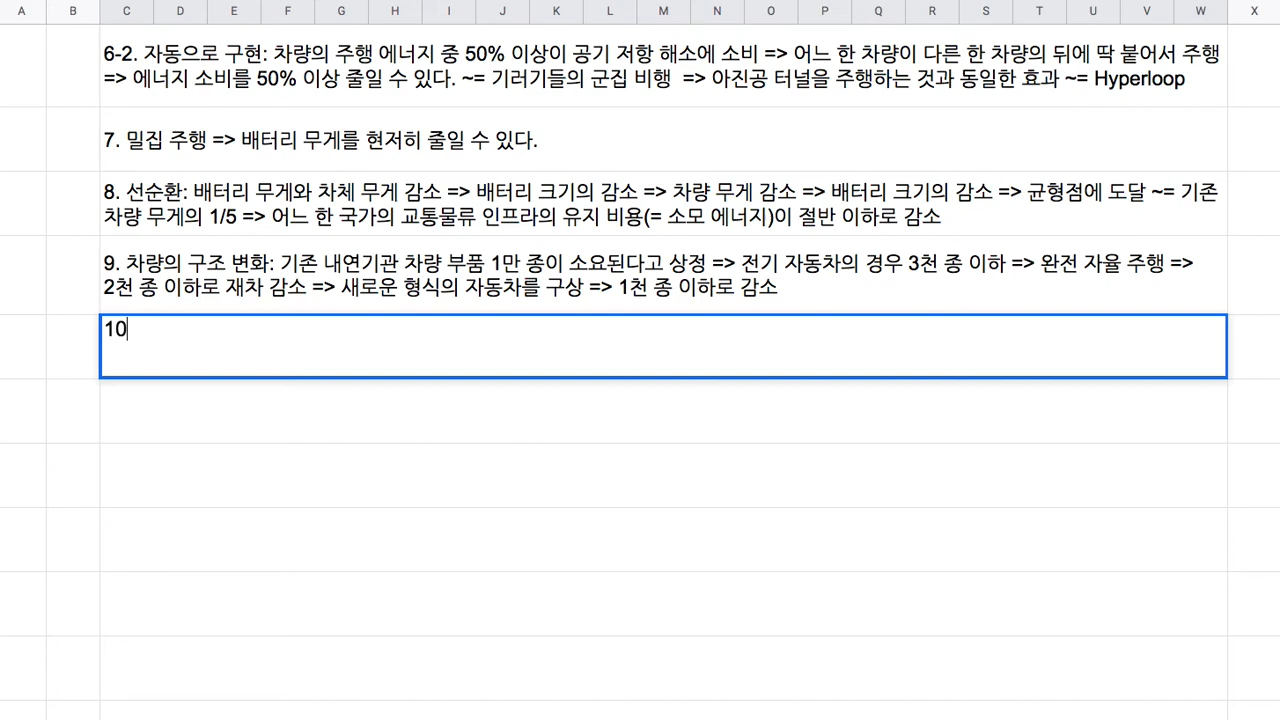 A B C D E F G H I J K L M N O P Q R S T U V W X
6-2. 자동으로 구현: 차량의 주행 에너지 중 50% 이상이 공기 저항 해소에 소비 => 어느 한 차량이 다른 한 차량의 뒤에 딱 붙어서 주행
=> 에너지 소비를 50% 이상 줄일 수 있다. ~= 기러기들의 군집 비행  => 아진공 터널을 주행하는 것과 동일한 효과 ~= Hyperloop
7. 밀집 주행 => 배터리 무게를 현저히 줄일 수 있다.
8. 선순환: 배터리 무게와 차체 무게 감소 => 배터리 크기의 감소 => 차량 무게 감소 => 배터리 크기의 감소 => 균형점에 도달 ~= 기존
차량 무게의 1/5 => 어느 한 국가의 교통물류 인프라의 유지 비용(= 소모 에너지)이 절반 이하로 감소
9. 차량의 구조 변화: 기존 내연기관 차량 부품 1만 종이 소요된다고 상정 => 전기 자동차의 경우 3천 종 이하 => 완전 자율 주행 =>
2천 종 이하로 재차 감소 => 새로운 형식의 자동차를 구상 => 1천 종 이하로 감소
10